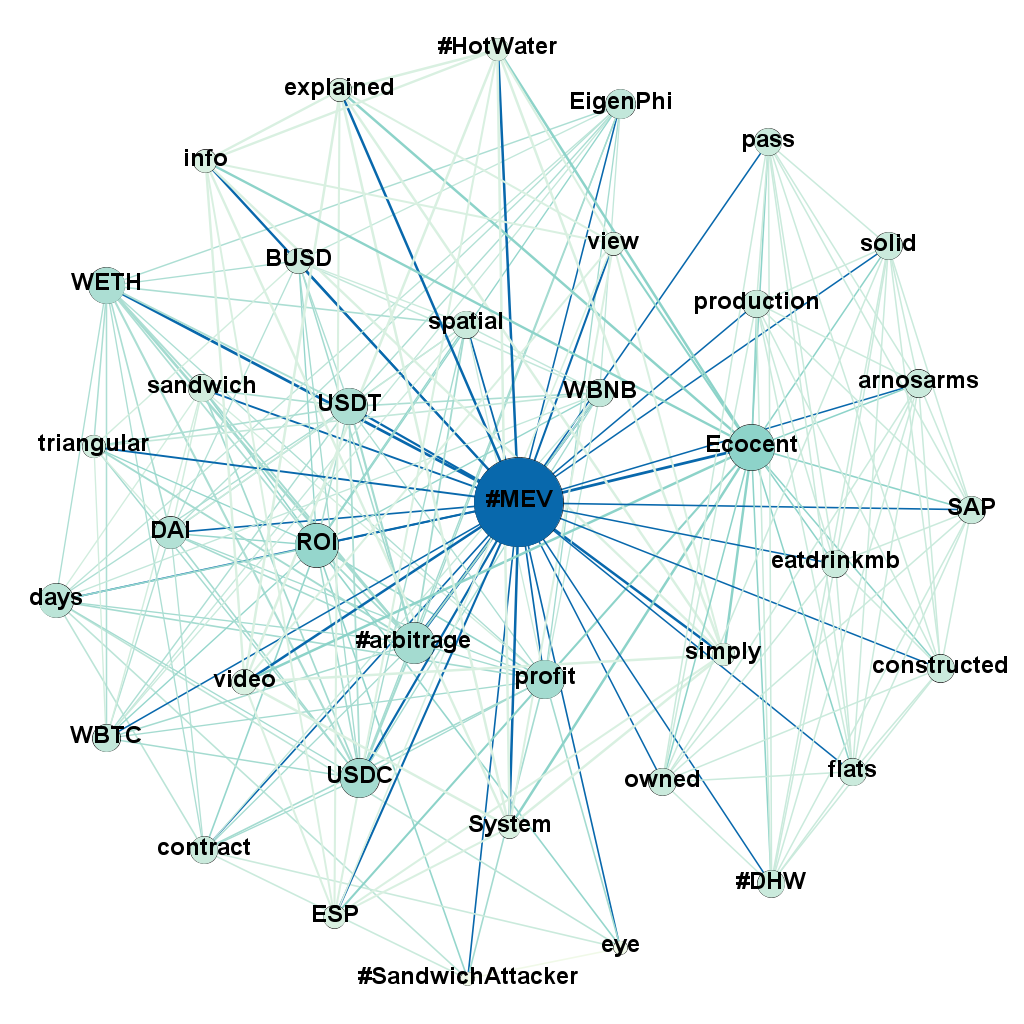 #HotWater
explained
EigenPhi
pass
info
view
solid
BUSD
WETH
production
spatial
arnosarms
sandwich
WBNB
USDT
triangular
Ecocent
#MEV
SAP
DAI
ROI
eatdrinkmb
days
#arbitrage
simply
constructed
video
profit
WBTC
USDC
owned
flats
System
contract
#DHW
ESP
eye
#SandwichAttacker